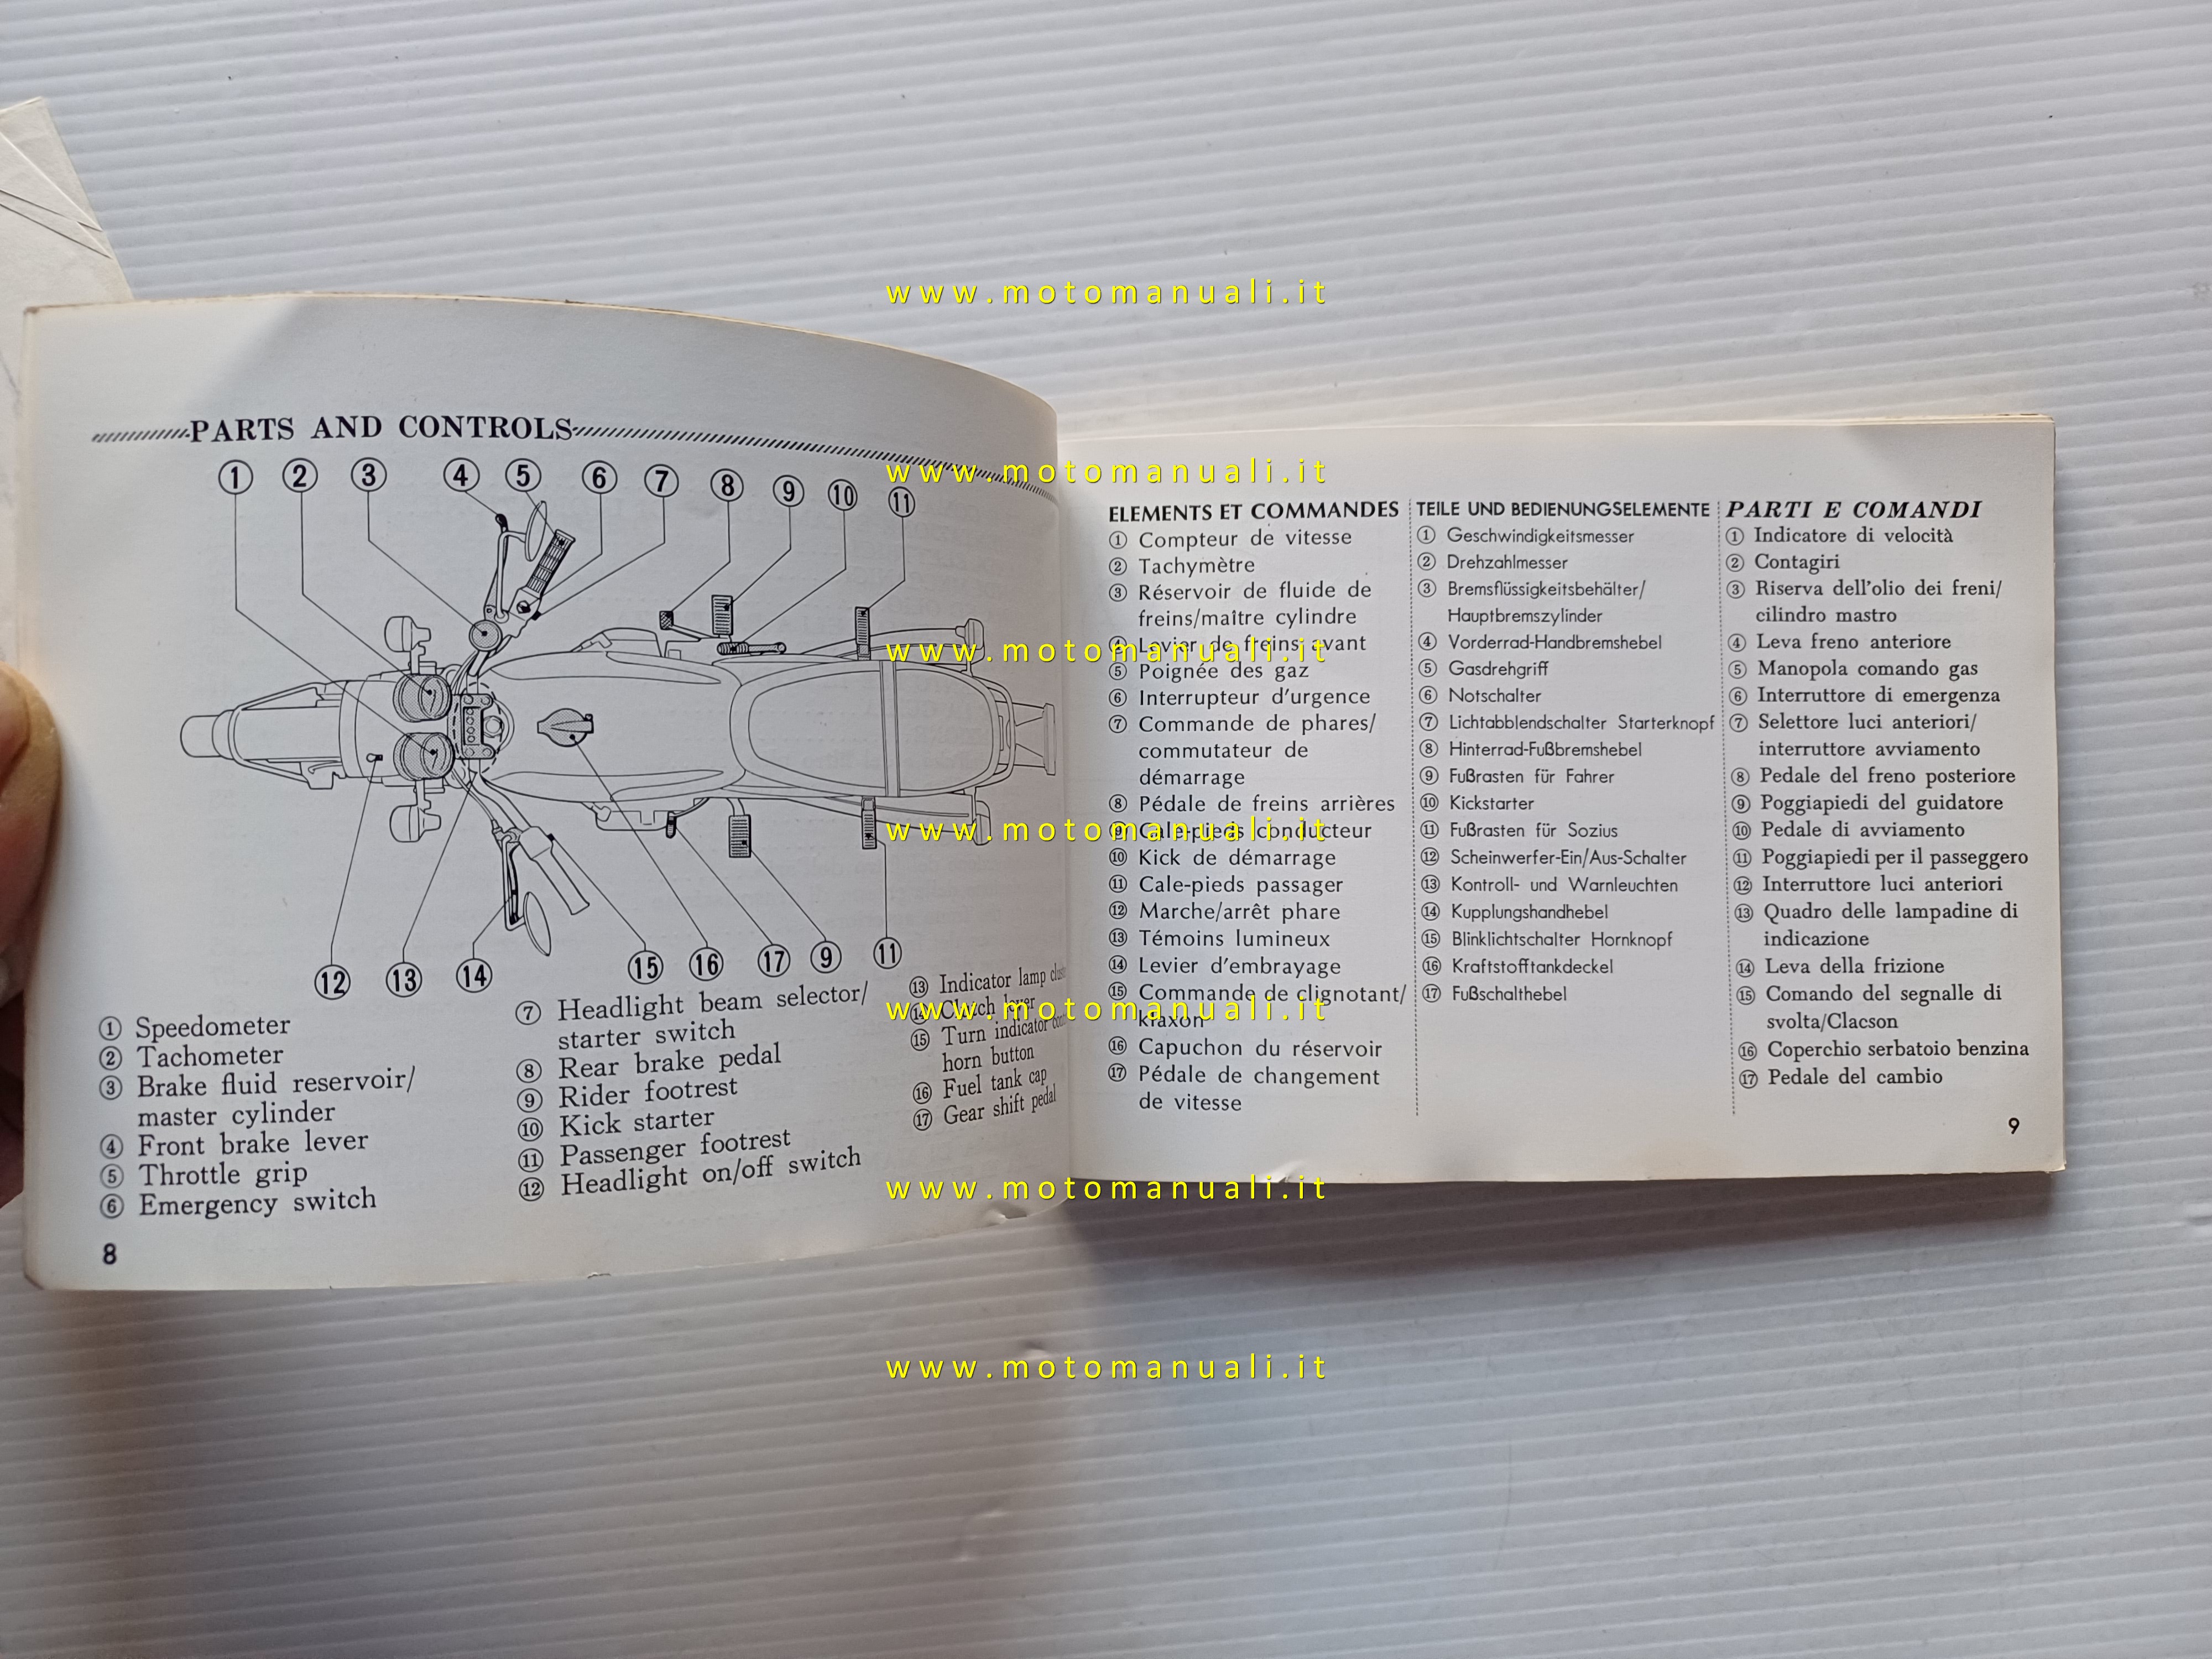 PARTS AND CONTROLS
1 2 3 4 5 6 7 8 9 10 11
12 13 14 15 16 17 9 11
① Speedometer
② Tachometer
③ Brake fluid reservoir/
master cylinder
④ Front brake lever
⑤ Throttle grip
⑥ Emergency switch
⑦ Headlight beam selector/
starter switch
⑧ Rear brake pedal
⑨ Rider footrest
⑩ Kick starter
⑪ Passenger footrest
⑫ Headlight on/off switch
⑬ Indicator lamp
⑭ Clutch lever
⑮ Turn indicator
horn button
⑯ Fuel tank cap
⑰ Gear shift pedal
8
ELEMENTS ET COMMANDES
① Compteur de vitesse
② Tachymètre
③ Réservoir de fluide de
freins/maître cylindre
④ Levier de freins avant
⑤ Poignée des gaz
⑥ Interrupteur d'urgence
⑦ Commande de phares/
commutateur de
démarrage
⑧ Pédale de freins arrières
⑨ Cale-pieds conducteur
⑩ Kick de démarrage
⑪ Cale-pieds passager
⑫ Marche/arrêt phare
⑬ Témoins lumineux
⑭ Levier d'embrayage
⑮ Commande de clignotant/
klaxon
⑯ Capuchon du réservoir
⑰ Pédale de changement
de vitesse
TEILE UND BEDIENUNGSELEMENTE
① Geschwindigkeitsmesser
② Drehzahlmesser
③ Bremsflüssigkeitsbehälter/
Hauptbremszylinder
④ Vorderrad-Handbremshebel
⑤ Gasdrehgriff
⑥ Notschalter
⑦ Lichtabblendschalter Starterknopf
⑧ Hinterrad-Fußbremshebel
⑨ Fußrasten für Fahrer
⑩ Kickstarter
⑪ Fußrasten für Sozius
⑫ Scheinwerfer-Ein/Aus-Schalter
⑬ Kontroll- und Warnleuchten
⑭ Kupplungshandhebel
⑮ Blinklichtschalter Hornknopf
⑯ Kraftstofftankdeckel
⑰ Fußschalthebel
PARTI E COMANDI
① Indicatore di velocità
② Contagiri
③ Riserva dell'olio dei freni/
cilindro mastro
④ Leva freno anteriore
⑤ Manopola comando gas
⑥ Interruttore di emergenza
⑦ Selettore luci anteriori/
interruttore avviamento
⑧ Pedale del freno posteriore
⑨ Poggiapiedi del guidatore
⑩ Pedale di avviamento
⑪ Poggiapiedi per il passeggero
⑫ Interruttore luci anteriori
⑬ Quadro delle lampadine di
indicazione
⑭ Leva della frizione
⑮ Comando del segnalle di
svolta/Clacson
⑯ Coperchio serbatoio benzina
⑰ Pedale del cambio
9
www.motomanuali.it
www.motomanuali.it
www.motomanuali.it
www.motomanuali.it
www.motomanuali.it
www.motomanuali.it
www.motomanuali.it